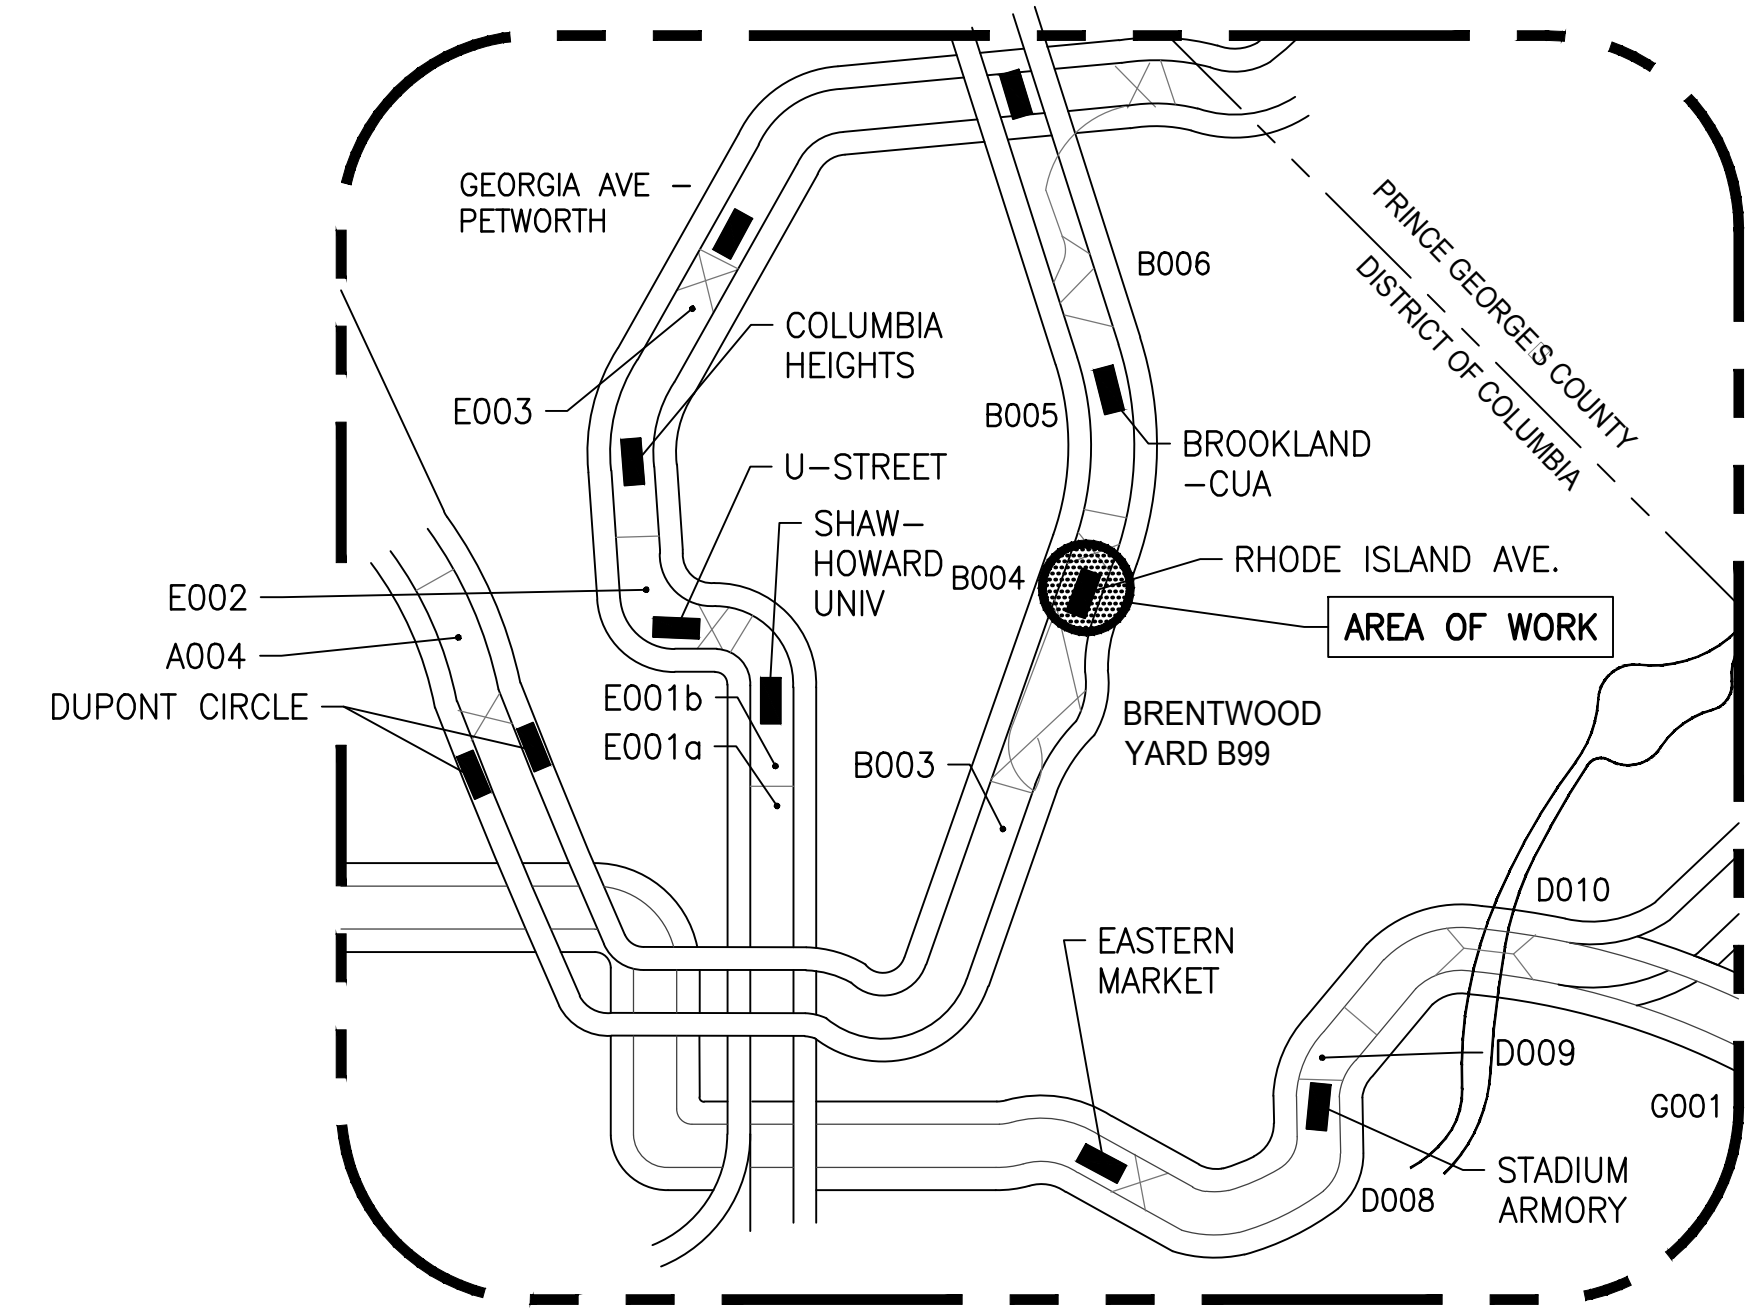 GEORGIA AVE -
PETWORTH
B006
PRINCE GEORGE'S COUNTY
DISTRICT OF COLUMBIA
COLUMBIA
HEIGHTS
E003
B005
BROOKLAND
-CUA
U-STREET
SHAW-
HOWARD
UNIV
B004
RHODE ISLAND AVE.
E002
AREA OF WORK
A004
DUPONT CIRCLE
E001b
E001a
BRENTWOOD
YARD B99
B003
D010
EASTERN
MARKET
D009
G001
STADIUM
ARMORY
D008